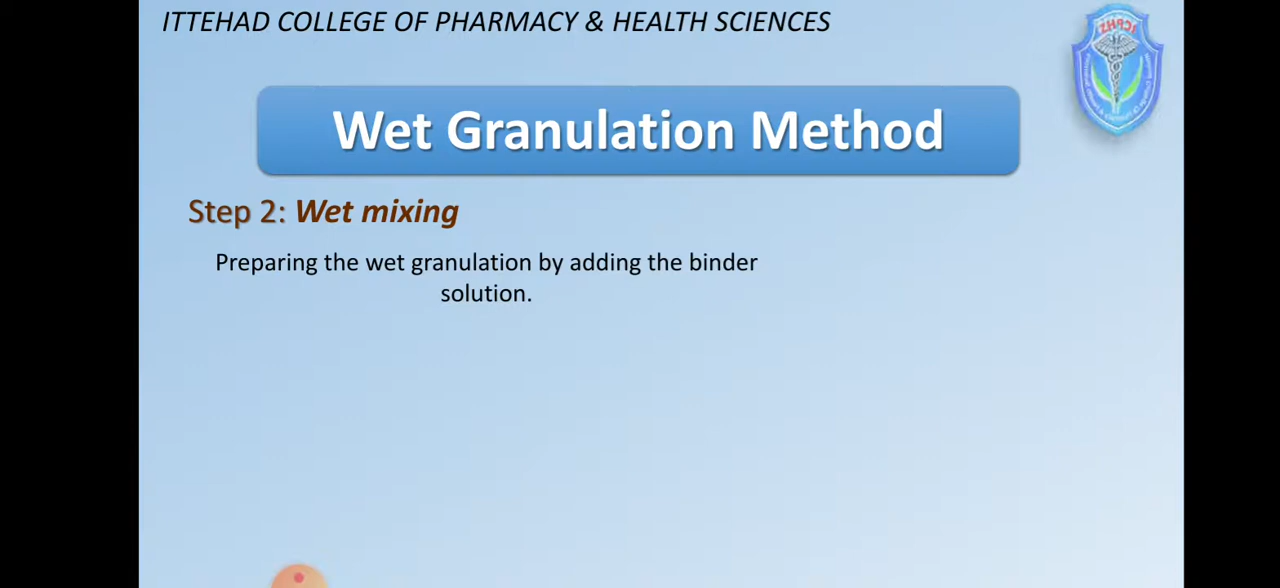 ITTEHAD COLLEGE OF PHARMACY & HEALTH SCIENCES
Wet Granulation Method
Step 2: Wet mixing
Preparing the wet granulation by adding the binder
solution.